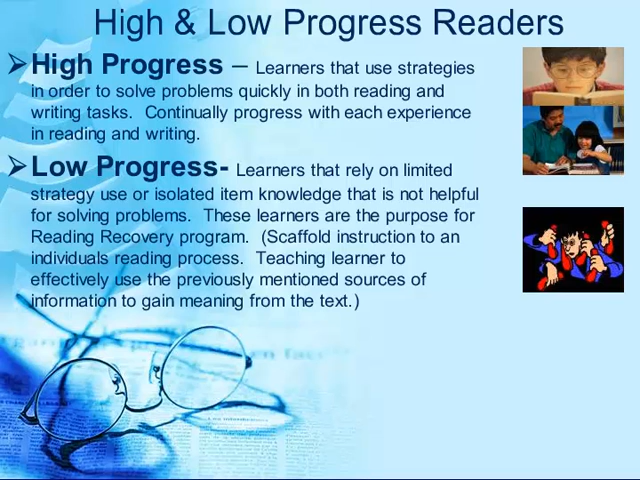 High & Low Progress Readers
➢High Progress – Learners that use strategies
in order to solve problems quickly in both reading and
writing tasks.  Continually progress with each experience
in reading and writing.
➢Low Progress- Learners that rely on limited
strategy use or isolated item knowledge that is not helpful
for solving problems.  These learners are the purpose for
Reading Recovery program.  (Scaffold instruction to an
individuals reading process.  Teaching learner to
effectively use the previously mentioned sources of
information to gain meaning from the text.)